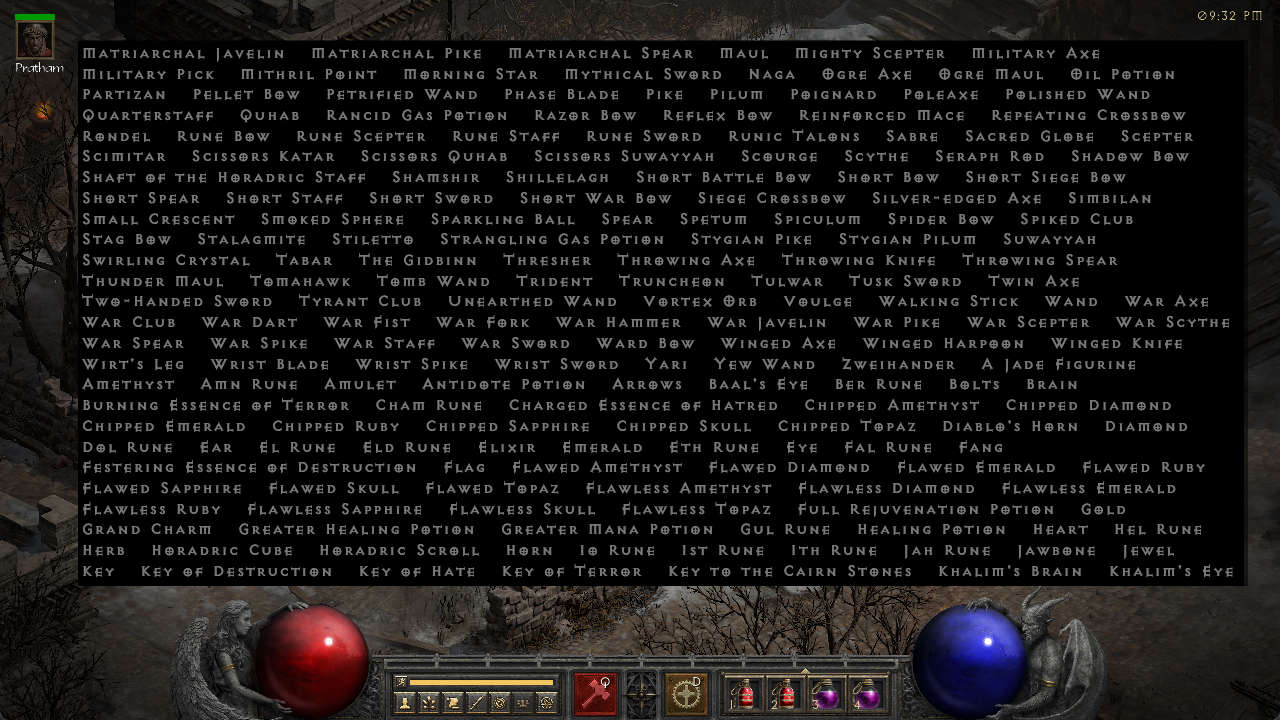 09:32 PM
Pratham
Matriarchal Javelin Matriarchal Pike Matriarchal Spear Maul Mighty Scepter Military Axe
Military Pick Mithril Point Morning Star Mythical Sword Naga Ogre Axe Ogre Maul Oil Potion
Partizan Pellet Bow Petrified Wand Phase Blade Pike Pilum Poignard Poleaxe Polished Wand
Quarterstaff Quhab Rancid Gas Potion Razor Bow Reflex Bow Reinforced Mace Repeating Crossbow
Rondel Rune Bow Rune Scepter Rune Staff Rune Sword Runic Talons Sabre Sacred Globe Scepter
Scimitar Scissors Katar Scissors Quhab Scissors Suwayyah Scourge Scythe Seraph Rod Shadow Bow
Shaft of the Horadric Staff Shamshir Shillelagh Short Battle Bow Short Bow Short Siege Bow
Short Spear Short Staff Short Sword Short War Bow Siege Crossbow Silver-edged Axe Simbilan
Small Crescent Smoked Sphere Sparkling Ball Spear Spetum Spiculum Spider Bow Spiked Club
Stag Bow Stalagmite Stiletto Strangling Gas Potion Stygian Pike Stygian Pilum Suwayyah
Swirling Crystal Tabar The Gidbinn Thresher Throwing Axe Throwing Knife Throwing Spear
Thunder Maul Tomahawk Tomb Wand Trident Truncheon Tulwar Tusk Sword Twin Axe
Two-Handed Sword Tyrant Club Unearthed Wand Vortex Orb Voulge Walking Stick Wand War Axe
War Club War Dart War Fist War Fork War Hammer War Javelin War Pike War Scepter War Scythe
War Spear War Spike War Staff War Sword Ward Bow Winged Axe Winged Harpoon Winged Knife
Wirt's Leg Wrist Blade Wrist Spike Wrist Sword Yari Yew Wand Zweihander A Jade Figurine
Amethyst Amn Rune Amulet Antidote Potion Arrows Baal's Eye Ber Rune Bolts Brain
Burning Essence of Terror Cham Rune Charged Essence of Hatred Chipped Amethyst Chipped Diamond
Chipped Emerald Chipped Ruby Chipped Sapphire Chipped Skull Chipped Topaz Diablo's Horn Diamond
Dol Rune Ear El Rune Eld Rune Elixir Emerald Eth Rune Eye Fal Rune Fang
Festering Essence of Destruction Flag Flawed Amethyst Flawed Diamond Flawed Emerald Flawed Ruby
Flawed Sapphire Flawed Skull Flawed Topaz Flawless Amethyst Flawless Diamond Flawless Emerald
Flawless Ruby Flawless Sapphire Flawless Skull Flawless Topaz Full Rejuvenation Potion Gold
Grand Charm Greater Healing Potion Greater Mana Potion Gul Rune Healing Potion Heart Hel Rune
Herb Horadric Cube Horadric Scroll Horn Io Rune Ist Rune Ith Rune Jah Rune Jawbone Jewel
Key Key of Destruction Key of Hate Key of Terror Key to the Cairn Stones Khalim's Brain Khalim's Eye
Q D
1 2 3 4